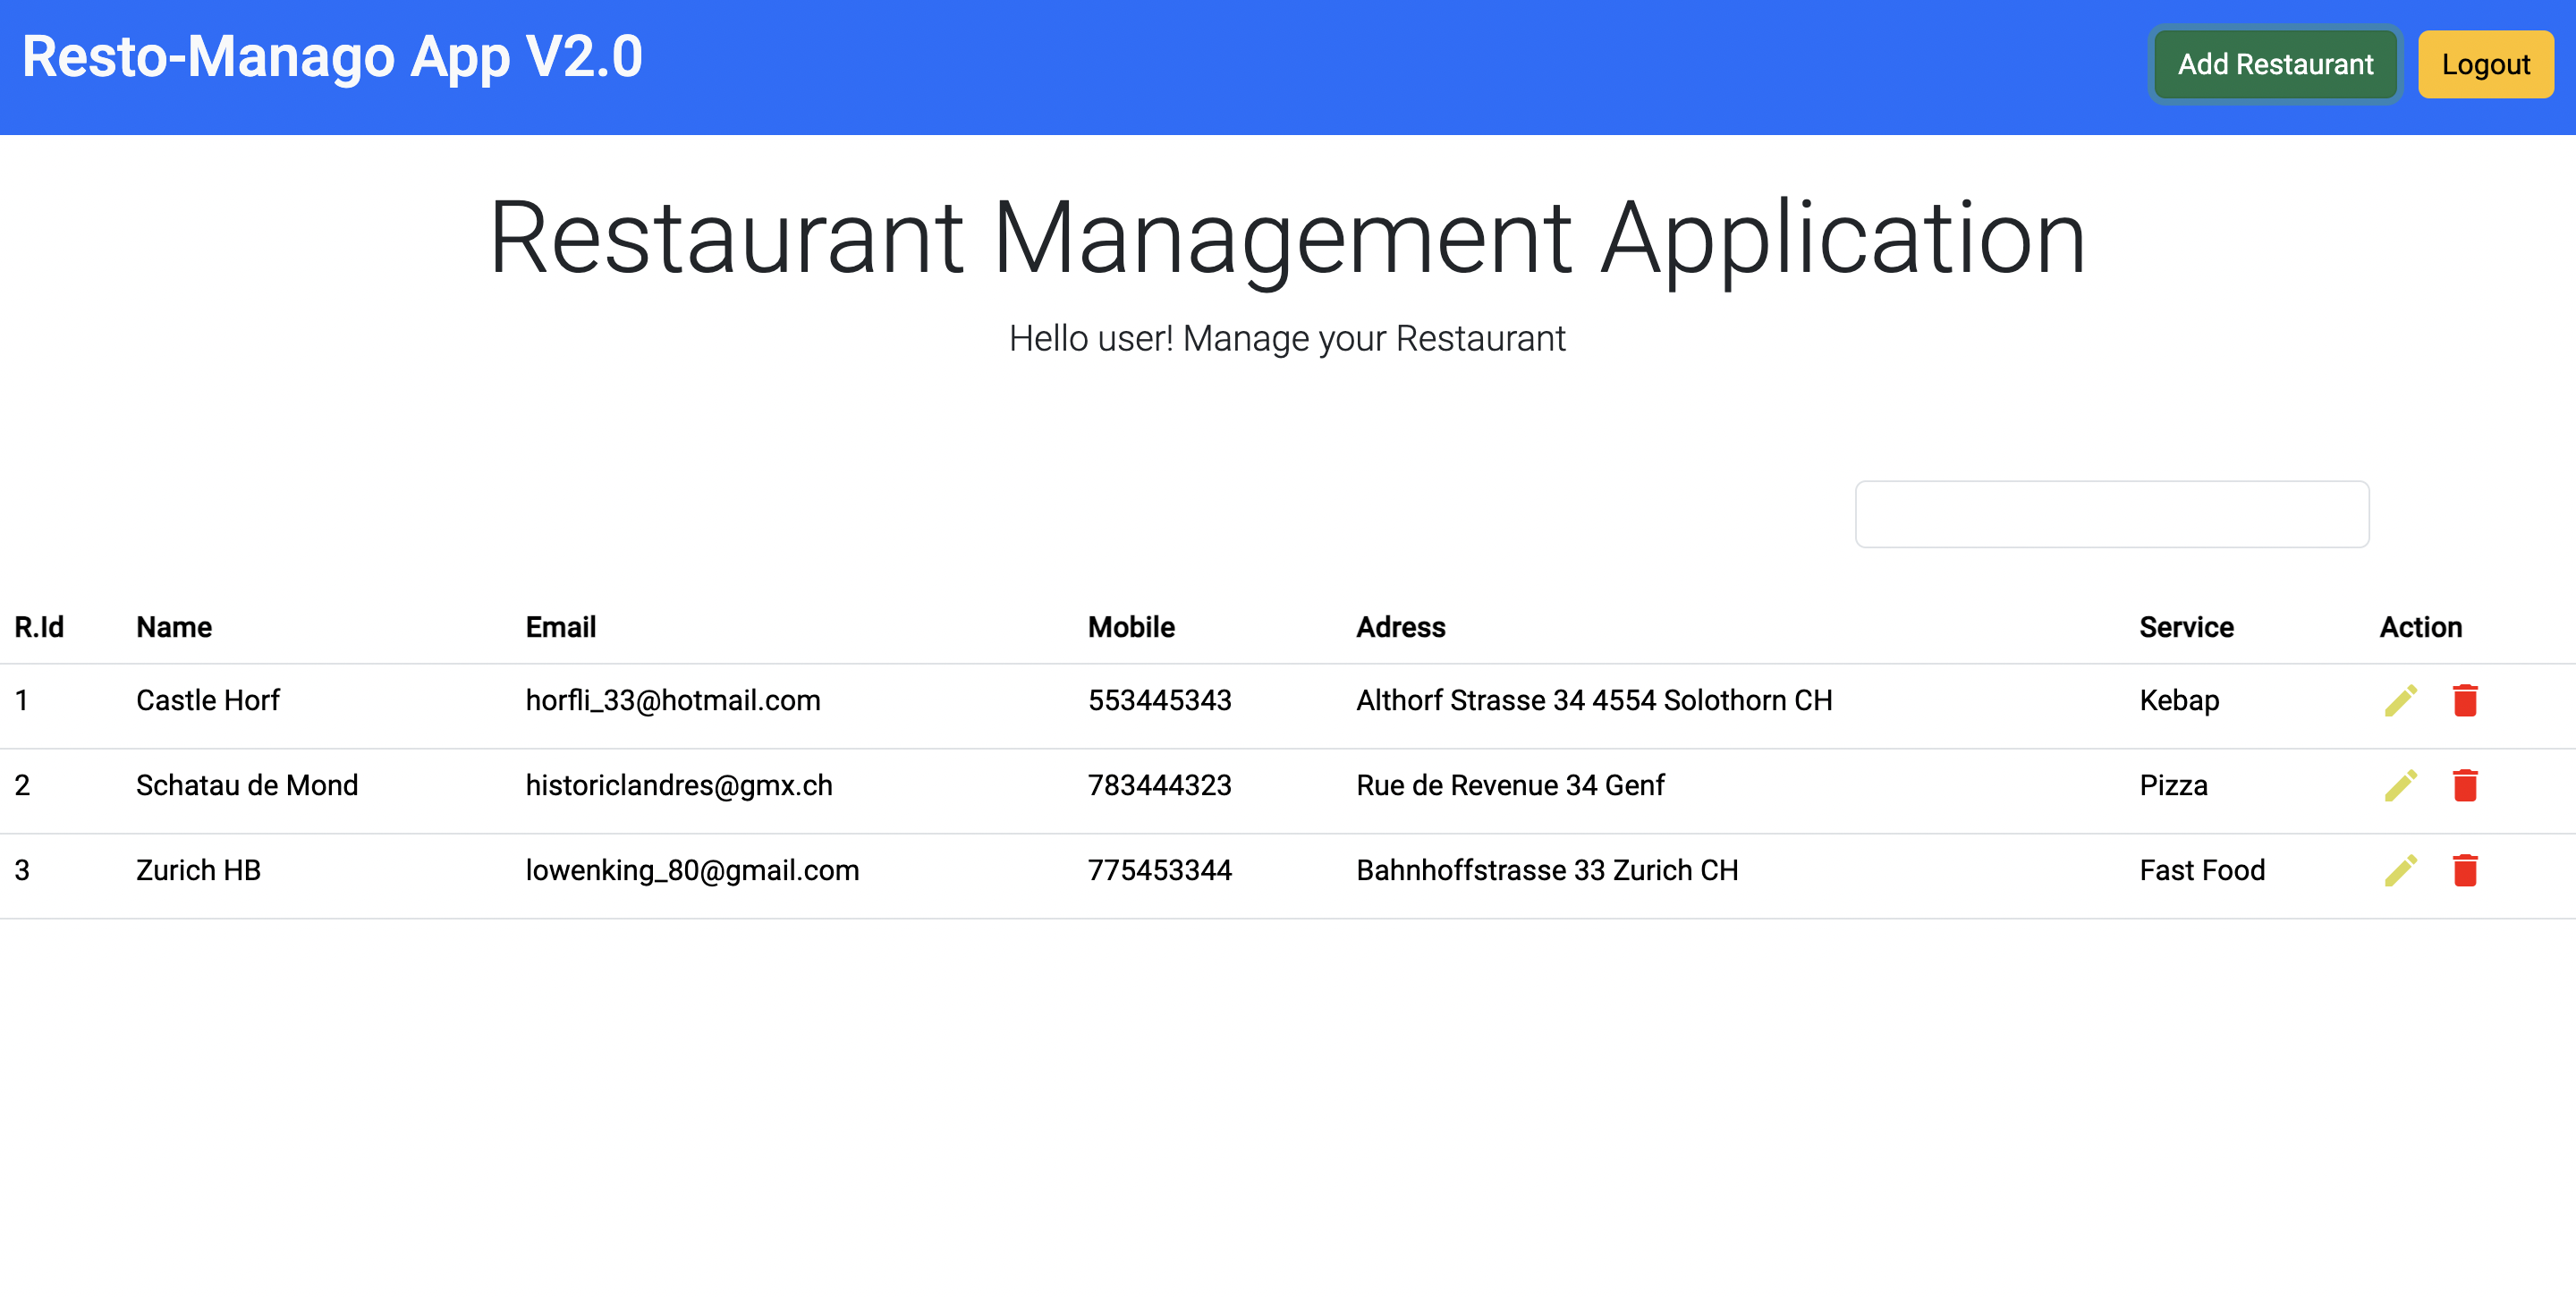 Resto-Manago App V2.0 Add Restaurant Logout
Restaurant Management Application
Hello user! Manage your Restaurant
R.Id Name Email Mobile Adress Service Action
1 Castle Horf horfli_33@hotmail.com 553445343 Althorf Strasse 34 4554 Solothorn CH Kebap
2 Schatau de Mond historiclandres@gmx.ch 783444323 Rue de Revenue 34 Genf Pizza
3 Zurich HB lowenking_80@gmail.com 775453344 Bahnhoffstrasse 33 Zurich CH Fast Food